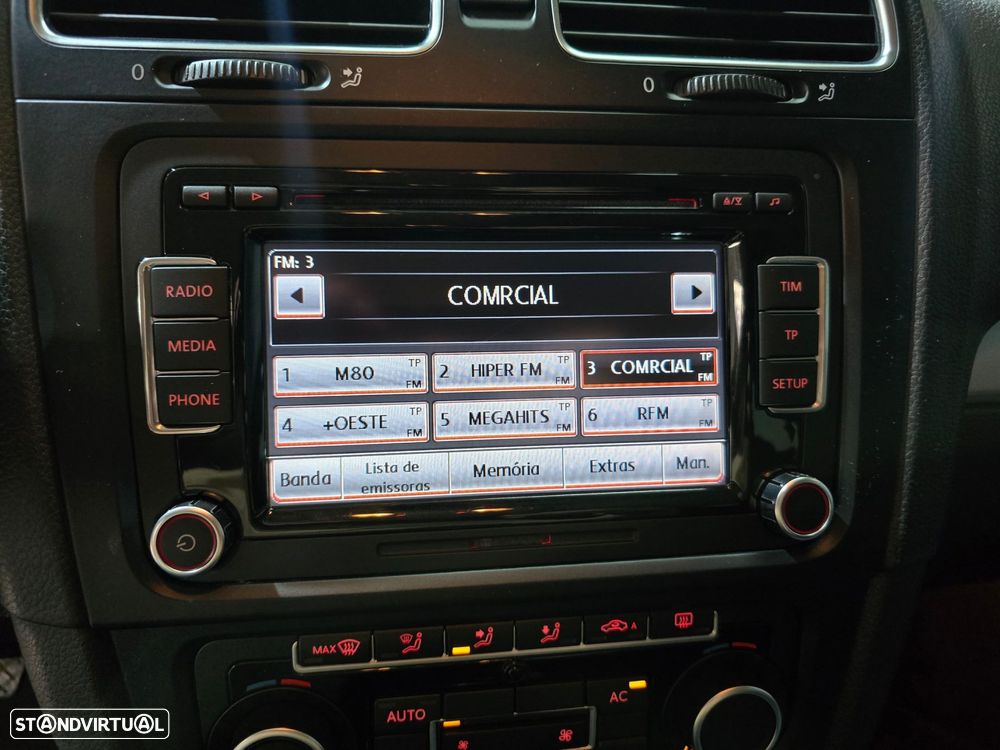 0
0
FM: 3
COMRCIAL
RADIO
MEDIA
PHONE
TIM
TP
SETUP
1 M80 TP FM
2 HIPER FM TP FM
3 COMRCIAL TP FM
4 +OESTE TP FM
5 MEGAHITS TP FM
6 RFM TP FM
Banda
Lista de
emissoras
Memória
Extras
Man.
MAX
A
AUTO
AC
STANDVIRTUAL